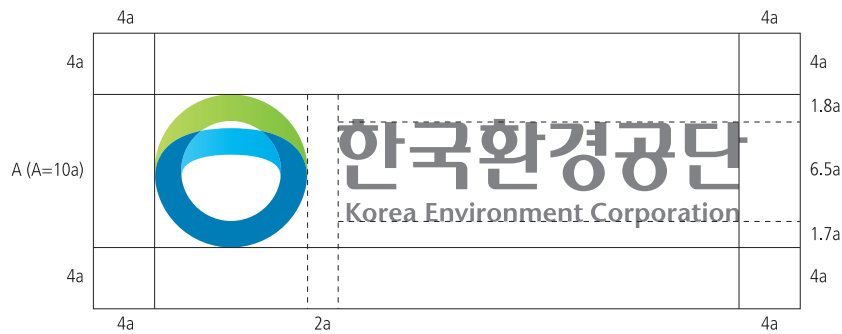 4a 4a
4a 4a
1.8a
한국환경공단
A (A=10a) 6.5a
Korea Environment Corporation
1.7a
4a 4a
4a 2a 4a